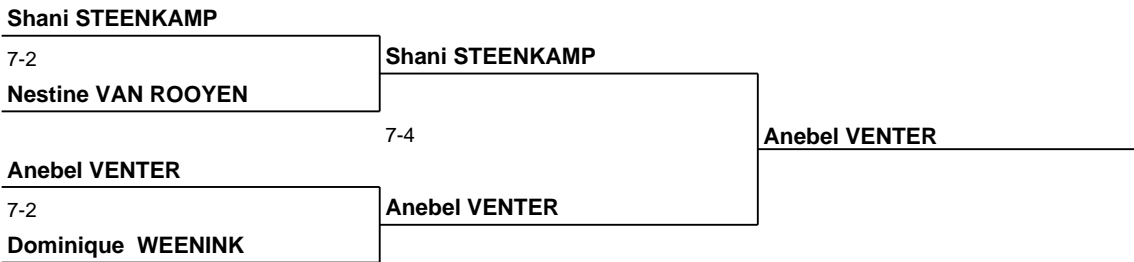 Shani STEENKAMP
7-2
Shani STEENKAMP
Nestine VAN ROOYEN
7-4
Anebel VENTER
Anebel VENTER
7-2
Anebel VENTER
Dominique  WEENINK